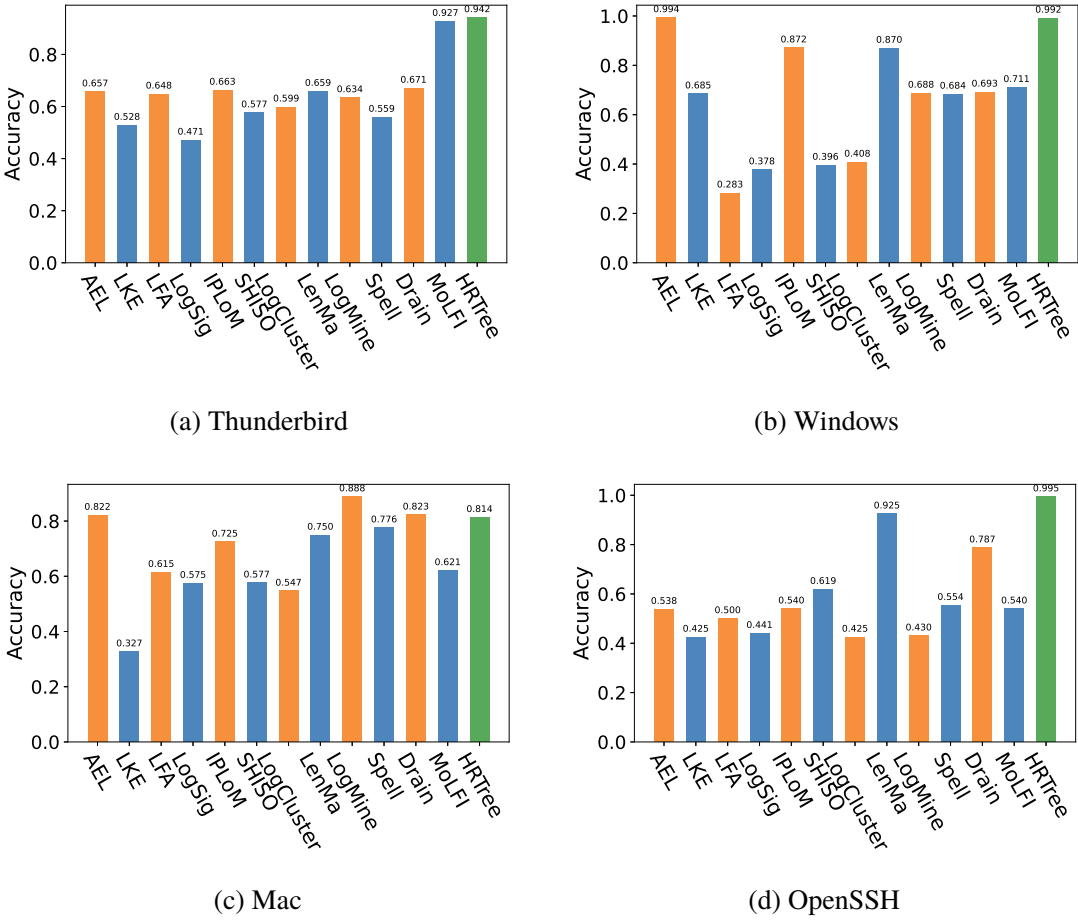 Accuracy
0.8
0.6
0.4
0.2
0.0
0.657
0.528
0.648
0.471
0.663
0.577
0.599
0.659
0.634
0.559
0.671
0.927
0.942
AEL
LKE
LFA
LogSig
IPLoM
SHISO
LogCluster
LenMa
LogMine
Spell
Drain
MoLFI
HRTree
(a) Thunderbird
Accuracy
1.0
0.8
0.6
0.4
0.2
0.0
0.994
0.685
0.283
0.378
0.872
0.396
0.408
0.870
0.688
0.684
0.693
0.711
0.992
AEL
LKE
LFA
LogSig
IPLoM
SHISO
LogCluster
LenMa
LogMine
Spell
Drain
MoLFI
HRTree
(b) Windows
Accuracy
0.8
0.6
0.4
0.2
0.0
0.822
0.327
0.615
0.575
0.725
0.577
0.547
0.750
0.888
0.776
0.823
0.621
0.814
AEL
LKE
LFA
LogSig
IPLoM
SHISO
LogCluster
LenMa
LogMine
Spell
Drain
MoLFI
HRTree
(c) Mac
Accuracy
1.0
0.8
0.6
0.4
0.2
0.0
0.538
0.425
0.500
0.441
0.540
0.619
0.425
0.925
0.430
0.554
0.787
0.540
0.995
AEL
LKE
LFA
LogSig
IPLoM
SHISO
LogCluster
LenMa
LogMine
Spell
Drain
MoLFI
HRTree
(d) OpenSSH